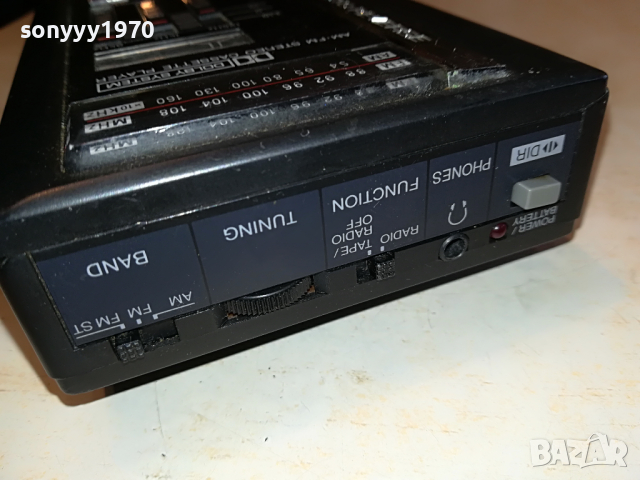 sonyyy1970
AM-FM STEREO CASSETTE PLAYER
DOLBY SYSTEM
FM 88 92 96 100 104 108 MHz
AM 54 65 80 100 130 160 ×10kHz
MHz
DIR
POWER/
BATTERY
PHONES
FUNCTION
TAPE/
RADIO
OFF
RADIO
TUNING
BAND
AM
FM
FM ST
BAZAR